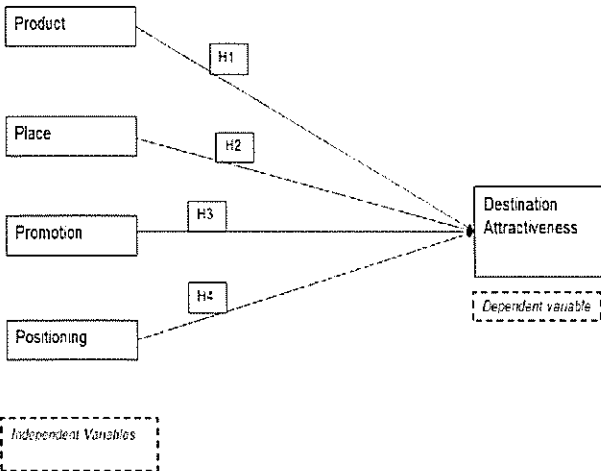 Product
H1
Place
H2
Destination
Attractiveness
H3
Promotion
Dependent variable
H4
Positioning
Independent Variables